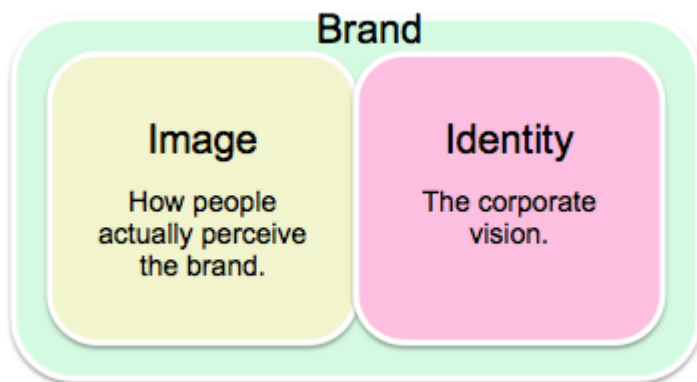 Brand
Image
How people
actually perceive
the brand.
Identity
The corporate
vision.